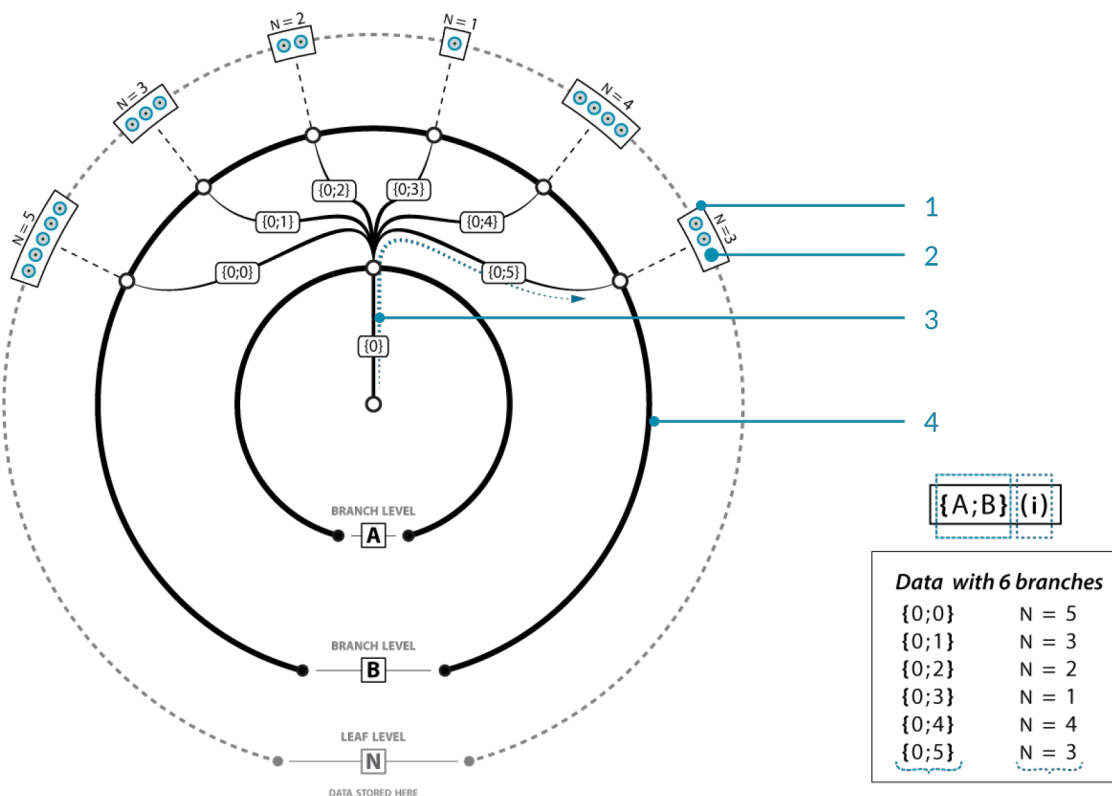 N = 2
N = 1
N = 3
N = 4
N = 5
N = 3
{0;2}
{0;3}
{0;1}
{0;4}
{0;0}
{0;5}
{0}
1
2
3
4
BRANCH LEVEL
A
BRANCH LEVEL
B
LEAF LEVEL
N
DATA STORED HERE
{A;B} (i)
Data with 6 branches
{0;0} N = 5
{0;1} N = 3
{0;2} N = 2
{0;3} N = 1
{0;4} N = 4
{0;5} N = 3